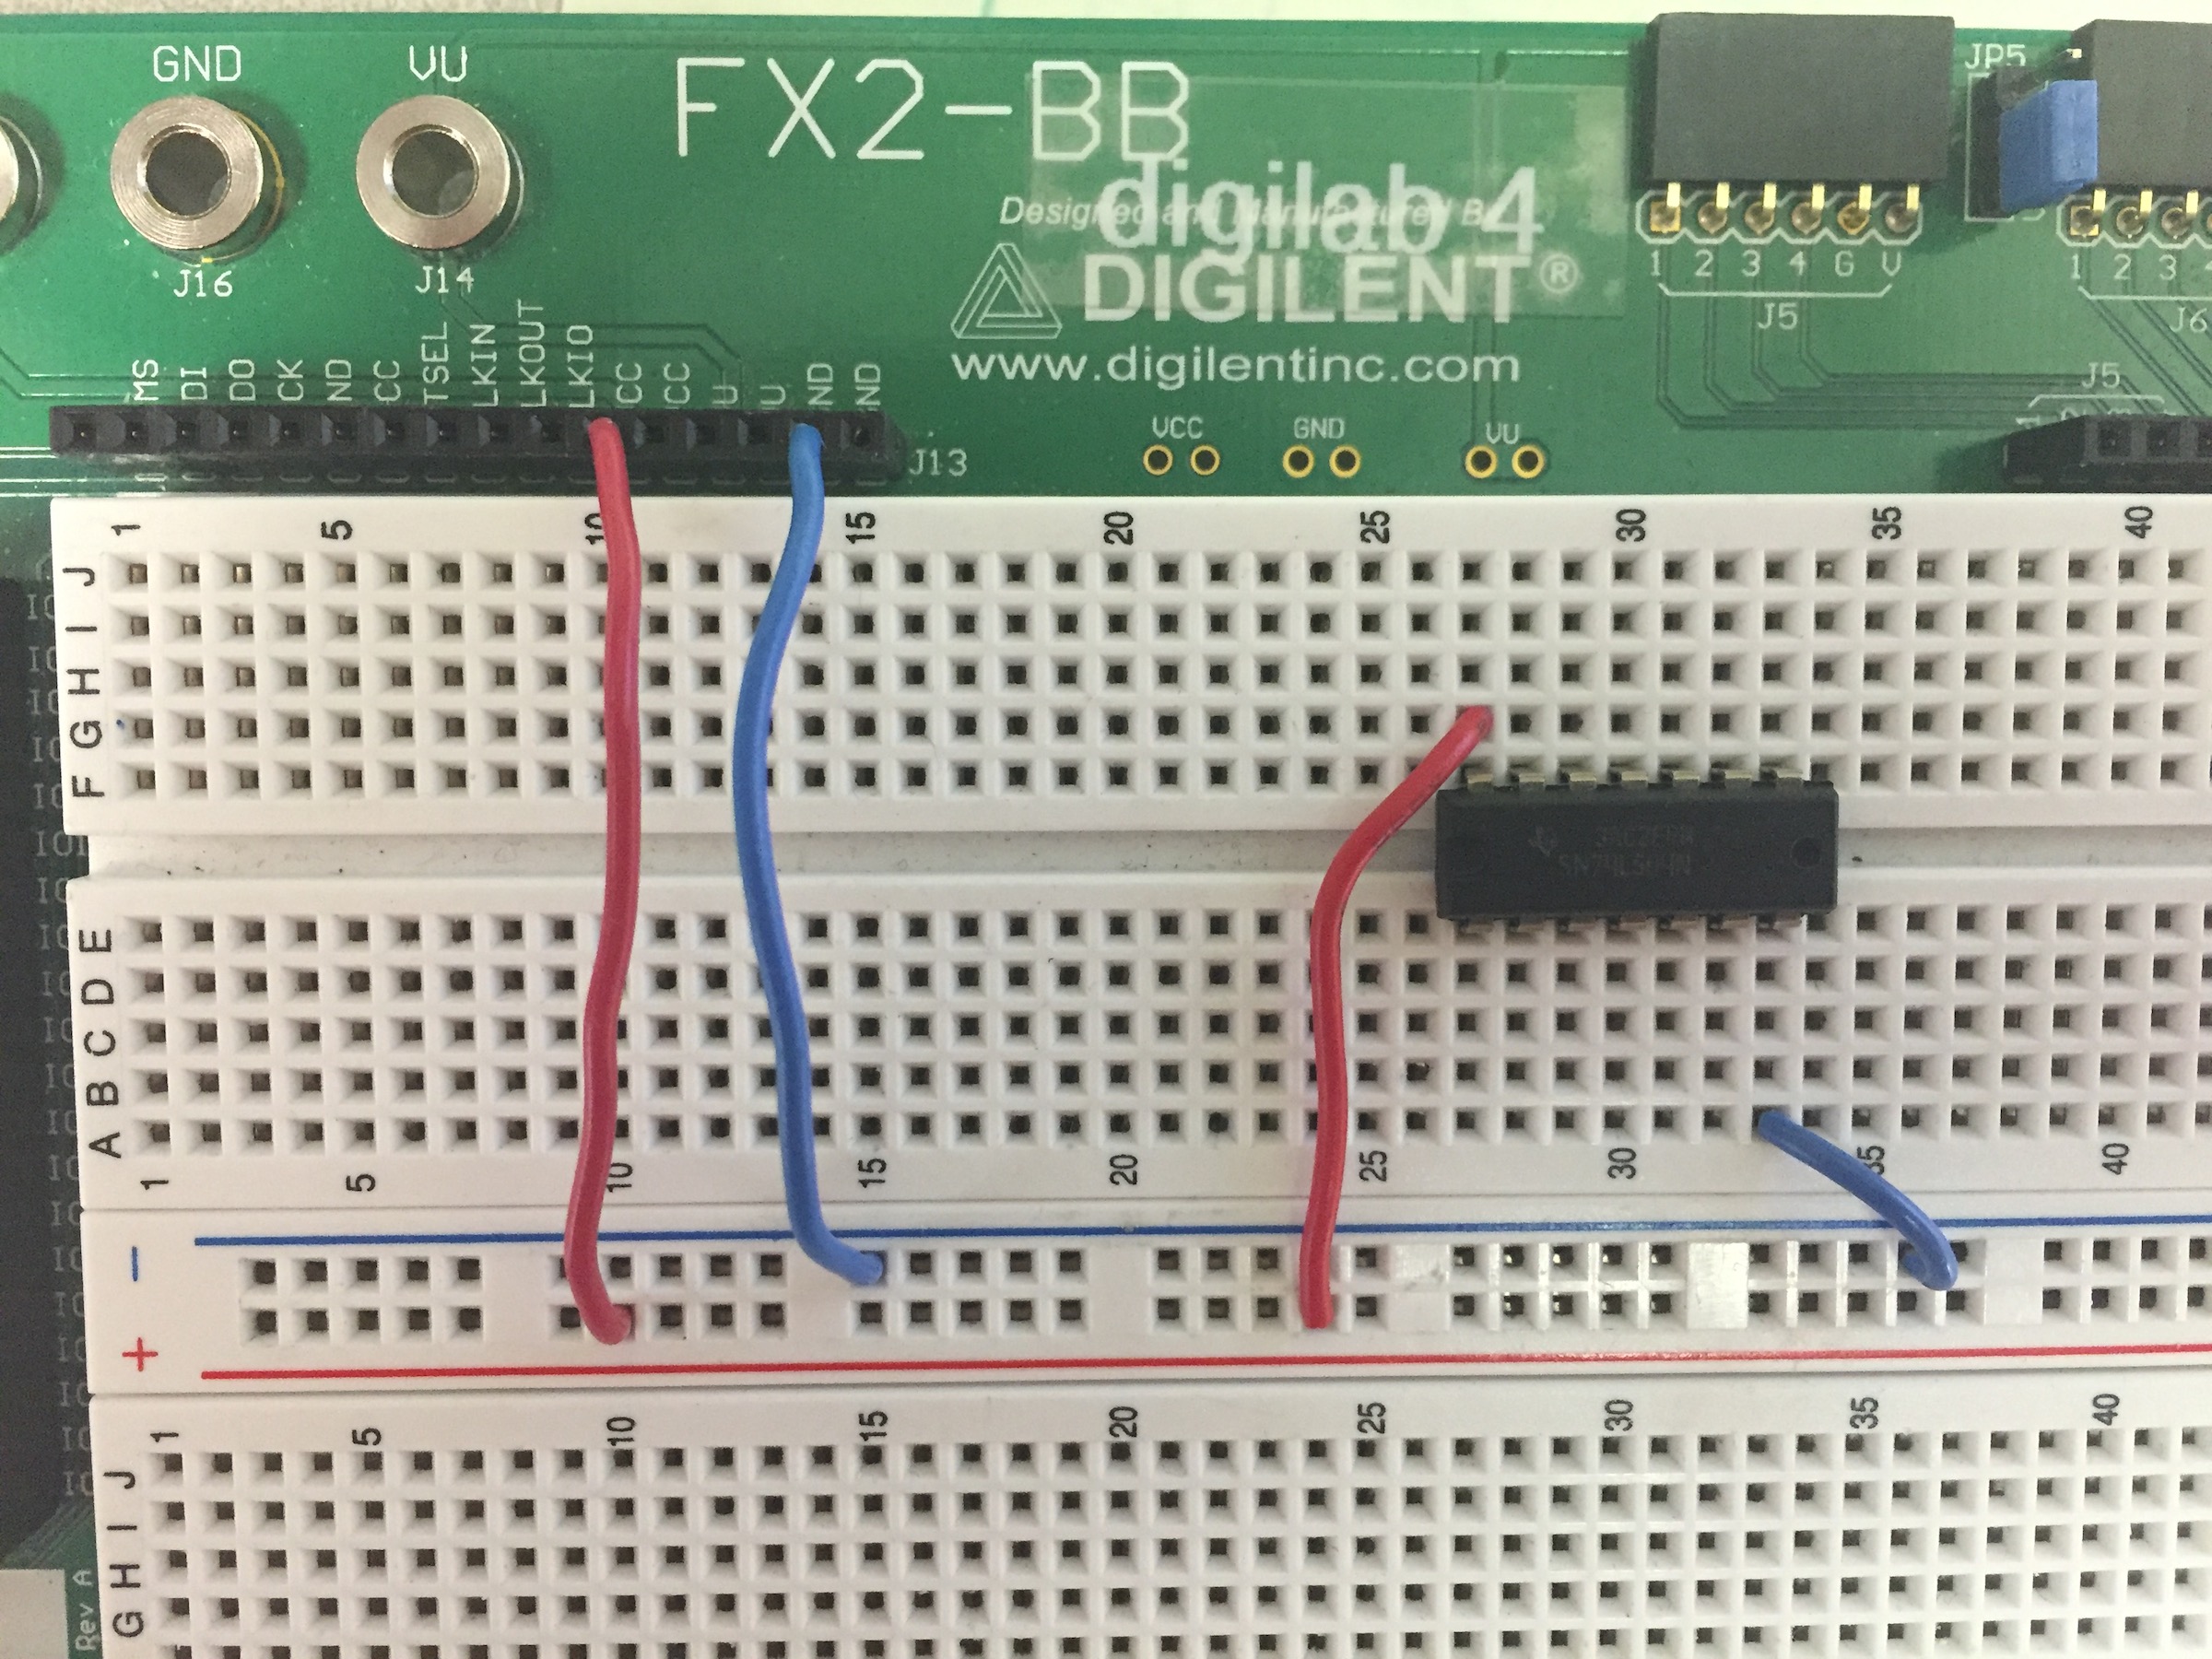 GND VU FX2-BB JP5
digilab 4
Designed and Manufactured By
DIGILENT®
www.digilentinc.com
J16 J14
1 2 3 4 G V
J5
1 2 3
J6
MS DI DO CK ND CC TSEL LKIN LKOUT LKIO CC CC U U ND ND
J13
VCC GND VU
J5
1 5 10 15 20 25 30 35 40
J
I
H
G
F
SN74LS04N
E
D
C
B
A
1 5 10 15 20 25 30 35 40
-
+
1 5 10 15 20 25 30 35 40
J
I
H
G
Rev A